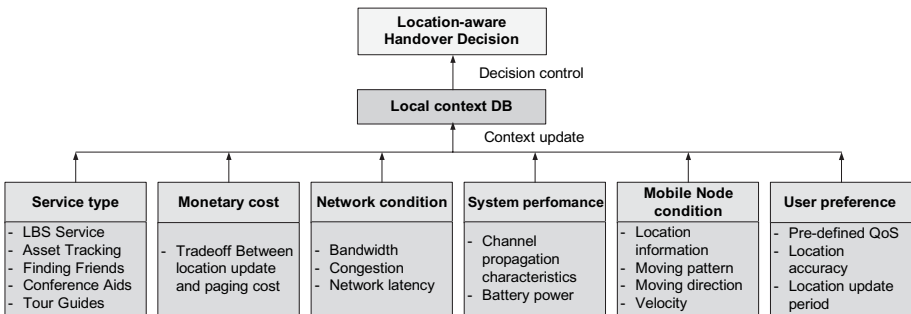 Location-aware
Handover Decision
Decision control
Local context DB
Context update
Service type
- LBS Service
- Asset Tracking
- Finding Friends
- Conference Aids
- Tour Guides
Monetary cost
- Tradeoff Between
location update
and paging cost
Network condition
- Bandwidth
- Congestion
- Network latency
System perfomance
- Channel
propagation
characteristics
- Battery power
Mobile Node
condition
- Location
information
- Moving pattern
- Moving direction
- Velocity
User preference
- Pre-defined QoS
- Location
accuracy
- Location update
period